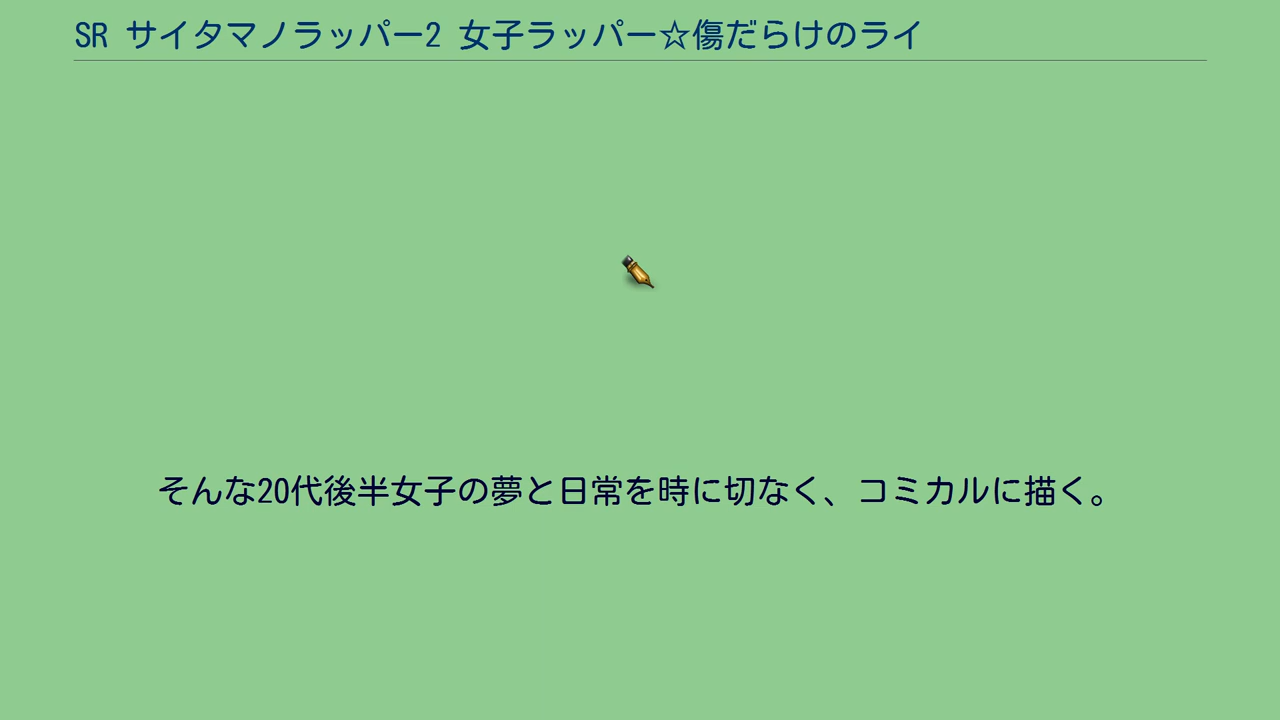 SR サイタマノラッパー2 女子ラッパー☆傷だらけのライ
そんな20代後半女子の夢と日常を時に切なく、コミカルに描く。